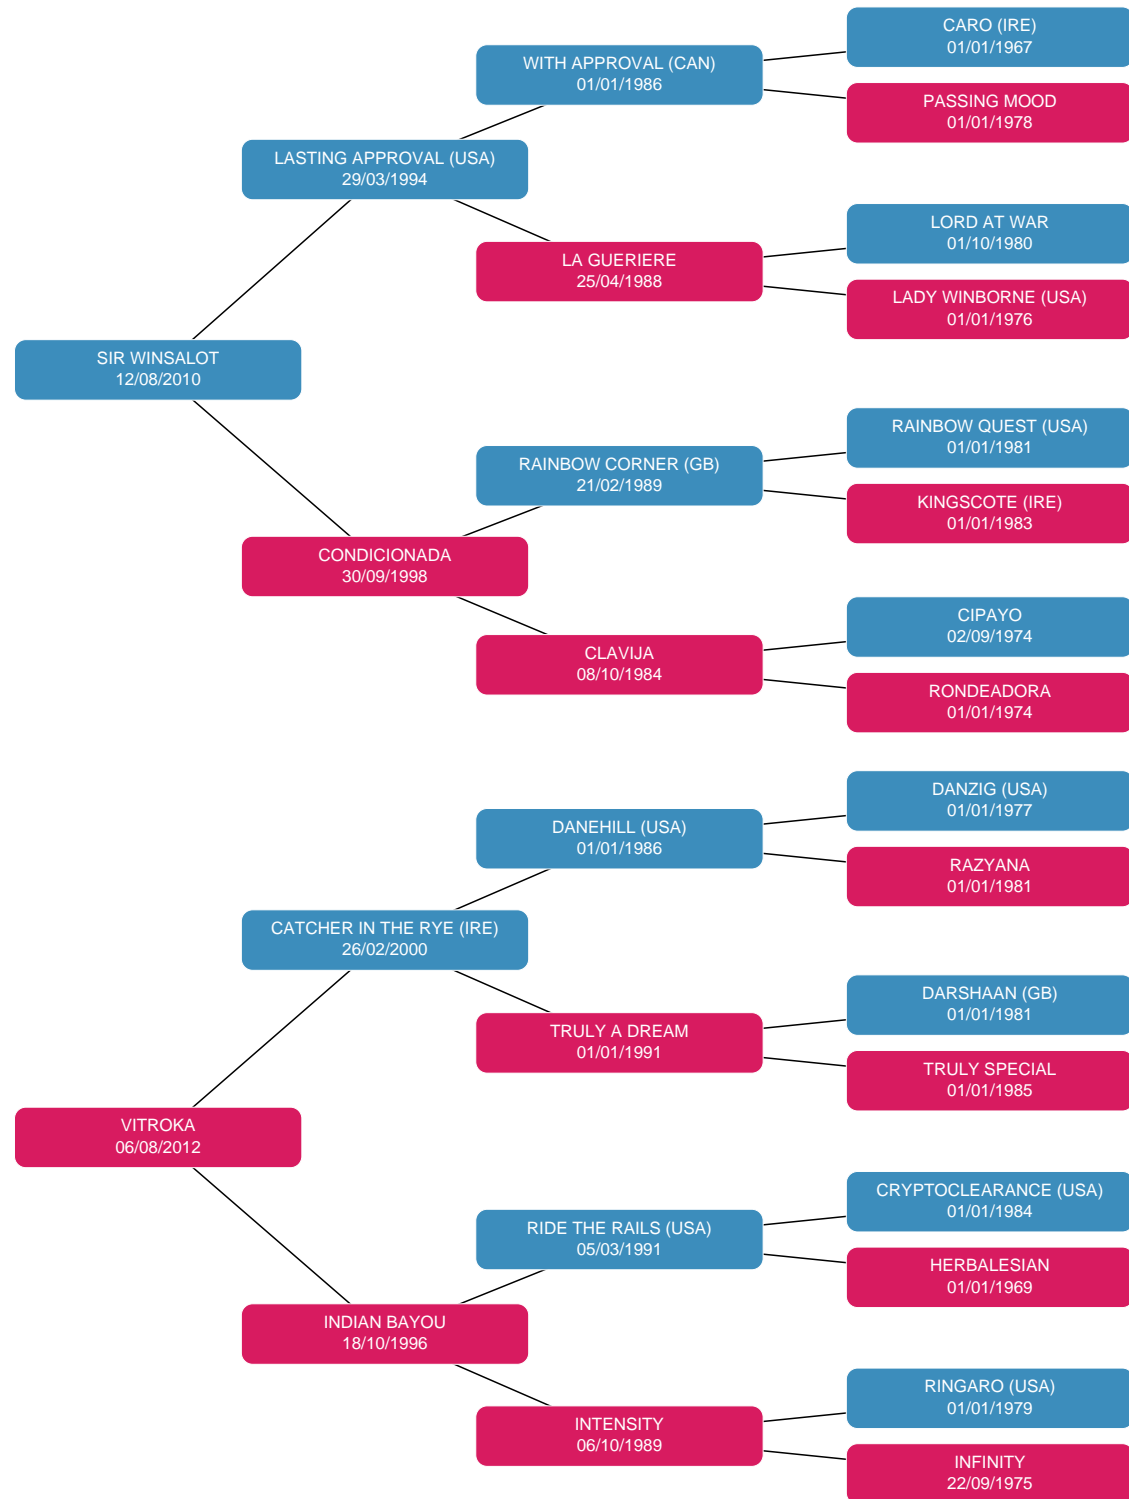 CARO (IRE)
01/01/1967
WITH APPROVAL (CAN)
01/01/1986
PASSING MOOD
01/01/1978
LASTING APPROVAL (USA)
29/03/1994
LORD AT WAR
01/10/1980
LA GUERIERE
25/04/1988
LADY WINBORNE (USA)
01/01/1976
SIR WINSALOT
12/08/2010
RAINBOW QUEST (USA)
01/01/1981
RAINBOW CORNER (GB)
21/02/1989
KINGSCOTE (IRE)
01/01/1983
CONDICIONADA
30/09/1998
CIPAYO
02/09/1974
CLAVIJA
08/10/1984
RONDEADORA
01/01/1974
DANZIG (USA)
01/01/1977
DANEHILL (USA)
01/01/1986
RAZYANA
01/01/1981
CATCHER IN THE RYE (IRE)
26/02/2000
DARSHAAN (GB)
01/01/1981
TRULY A DREAM
01/01/1991
TRULY SPECIAL
01/01/1985
VITROKA
06/08/2012
CRYPTOCLEARANCE (USA)
01/01/1984
RIDE THE RAILS (USA)
05/03/1991
HERBALESIAN
01/01/1969
INDIAN BAYOU
18/10/1996
RINGARO (USA)
01/01/1979
INTENSITY
06/10/1989
INFINITY
22/09/1975